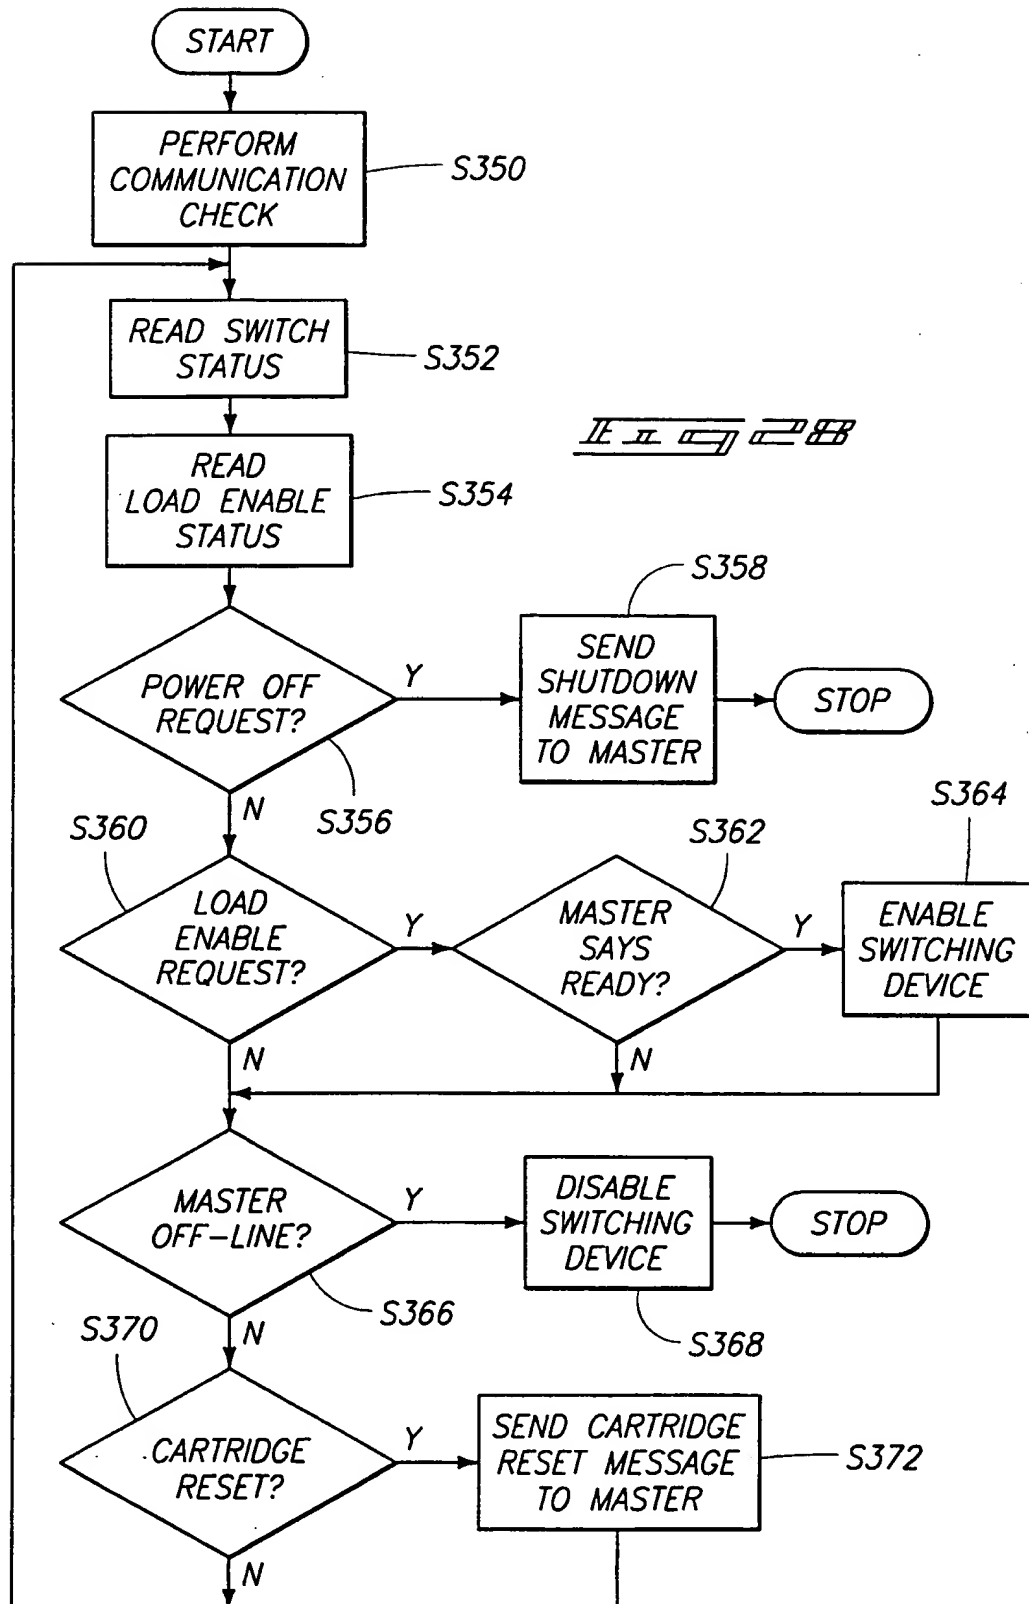 START
PERFORM
COMMUNICATION
CHECK
S350
READ SWITCH
STATUS
S352
Fig 28
READ
LOAD ENABLE
STATUS
S354
S358
POWER OFF
REQUEST?
Y
SEND
SHUTDOWN
MESSAGE
TO MASTER
STOP
N
S356
S360
S362
S364
LOAD
ENABLE
REQUEST?
Y
MASTER
SAYS
READY?
Y
ENABLE
SWITCHING
DEVICE
N
N
MASTER
OFF-LINE?
Y
DISABLE
SWITCHING
DEVICE
STOP
S366
S368
N
S370
CARTRIDGE
RESET?
Y
SEND CARTRIDGE
RESET MESSAGE
TO MASTER
S372
N